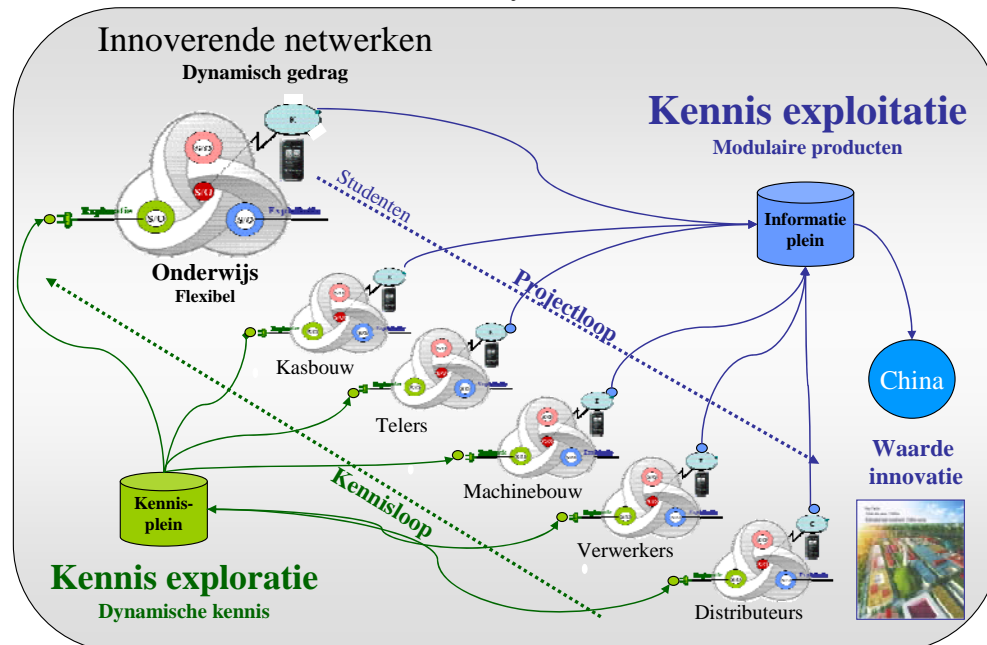 Innoverende netwerken
Dynamisch gedrag
Kennis exploitatie
Modulaire producten
Studenten
Informatie
plein
Onderwijs
Flexibel
Projectloop
Kasbouw
China
Telers
Waarde
innovatie
Machinebouw
Kennis-
plein
Kennisloop
Verwerkers
Kennis exploratie
Dynamische kennis
Distributeurs